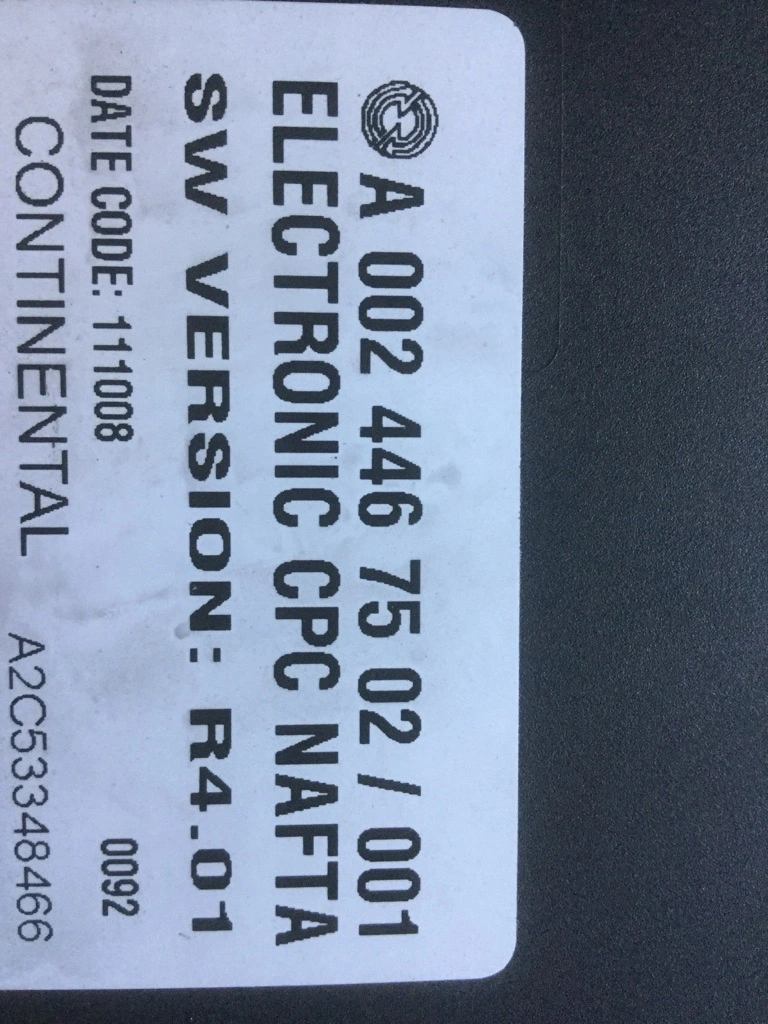 A 002 446 75 02 / 001
ELECTRONIC CPC NAFTA
SW VERSION: R4.01
DATE CODE: 111008 0092
CONTINENTAL A2C53348466